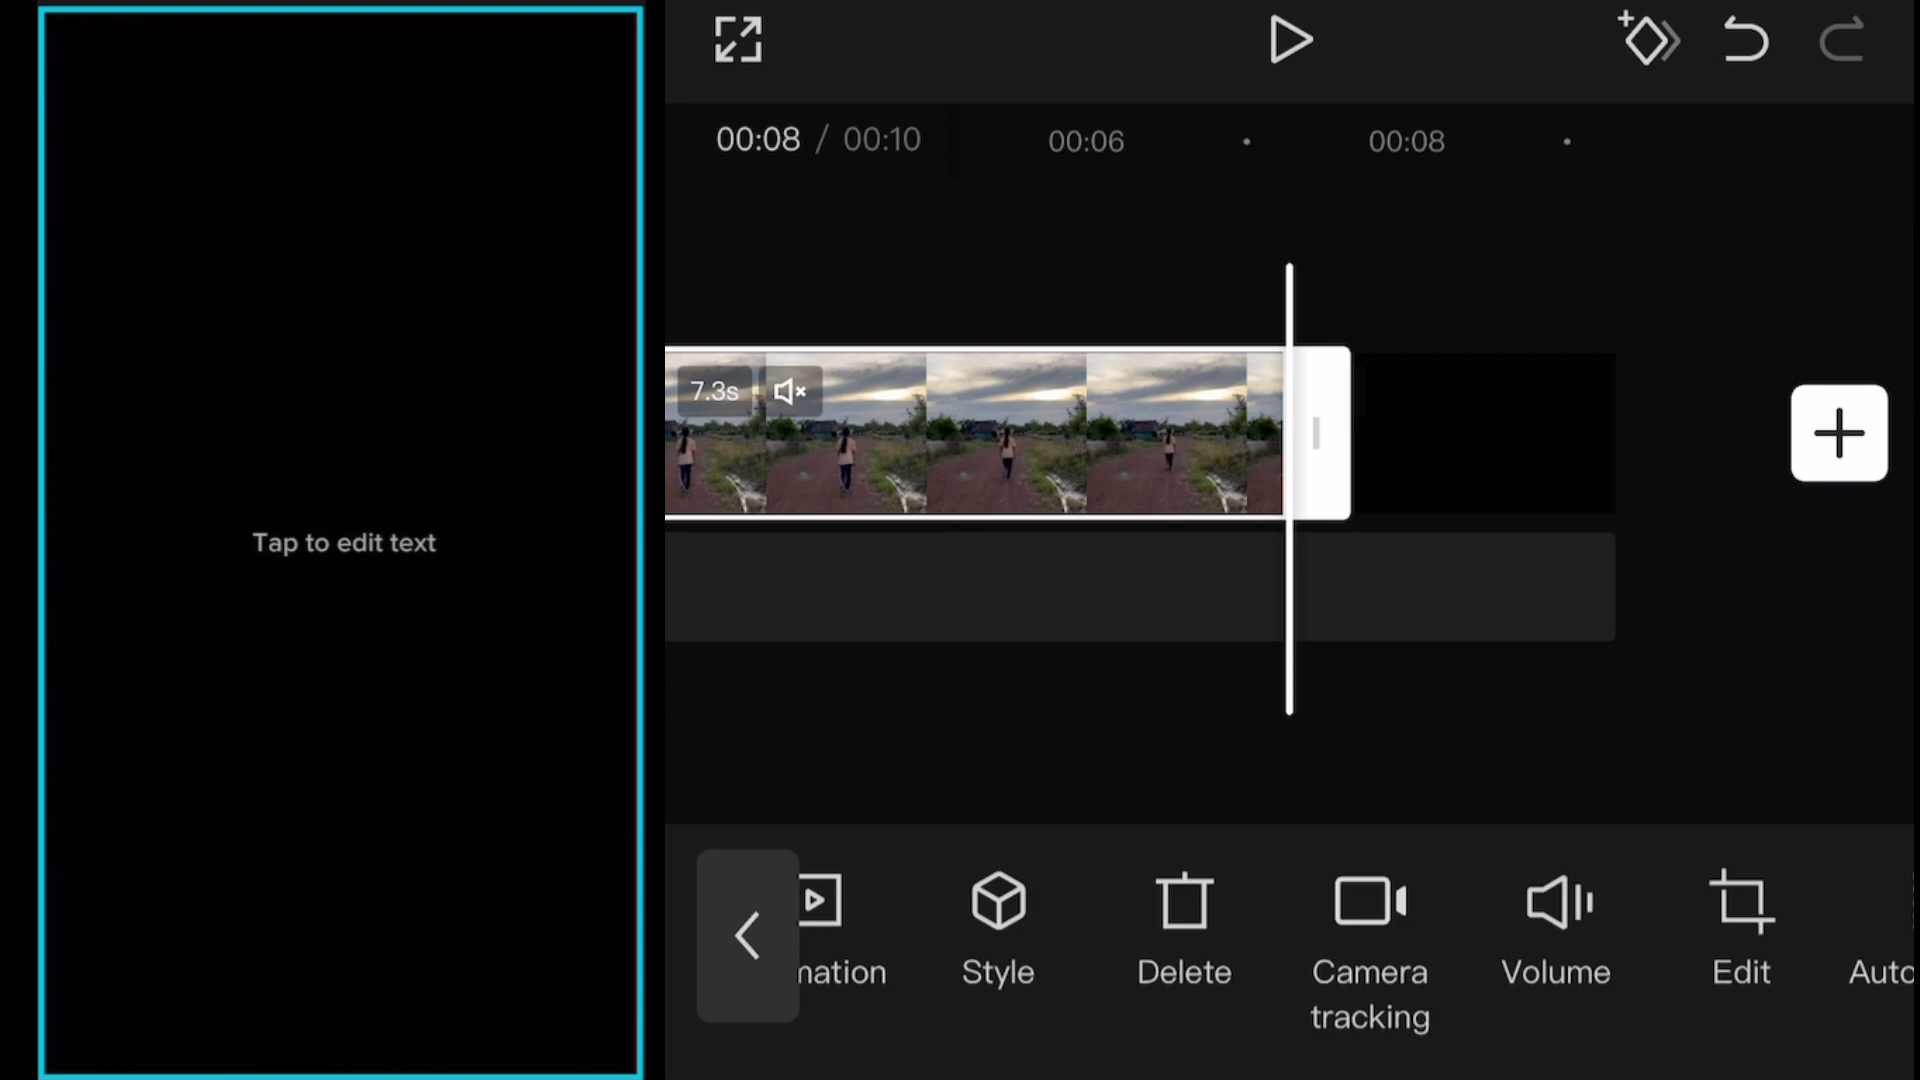 Tap to edit text
00:08 / 00:10
00:06
00:08
7.3s
mation
Style
Delete
Camera
tracking
Volume
Edit
Auto